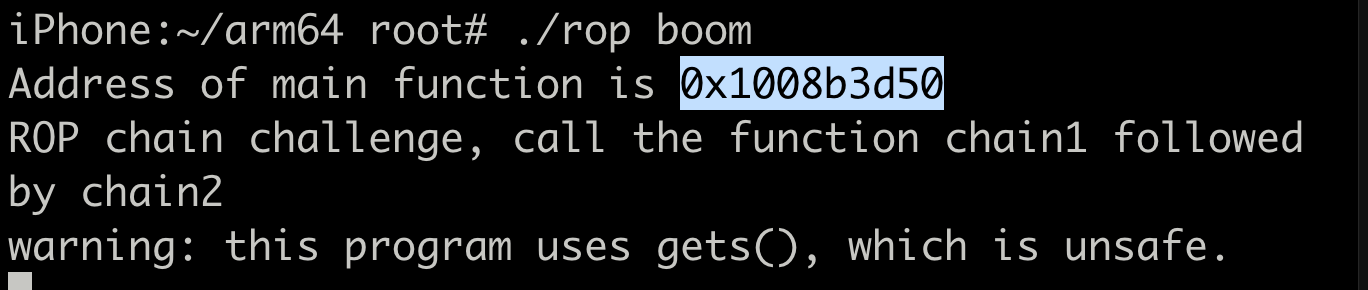 iPhone:~/arm64 root# ./rop boom
Address of main function is 0x1008b3d50
ROP chain challenge, call the function chain1 followed
by chain2
warning: this program uses gets(), which is unsafe.